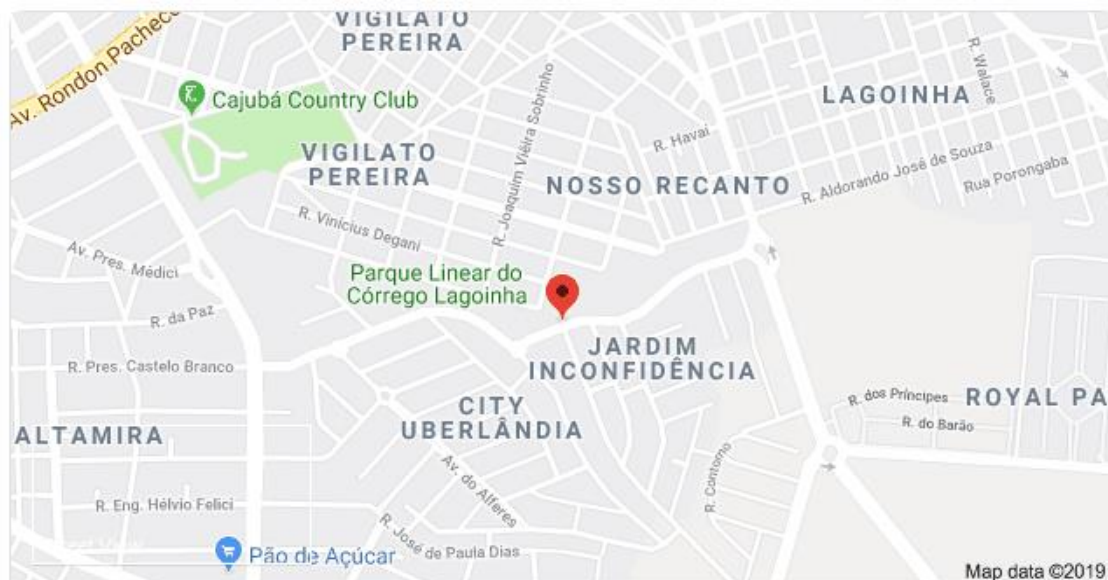 VIGILATO
PEREIRA
Av. Rondon Pacheco
Cajubá Country Club
R. Joaquim Viêira Sobrinho
R. Walace
LAGOINHA
R. Havai
VIGILATO
PEREIRA
NOSSO RECANTO
R. Aldorando José de Souza
Rua Porongaba
R. Vinícius Degani
Av. Pres. Médici
Parque Linear do
Córrego Lagoinha
R. da Paz
JARDIM
INCONFIDÊNCIA
R. Pres. Castelo Branco
R. dos Príncipes
ROYAL PA
R. do Barão
CITY
UBERLÂNDIA
ALTAMIRA
R. Contorno
Av. do Alferes
R. Eng. Hélvio Felici
R. José de Paula Dias
Pão de Açúcar
Map data ©2019